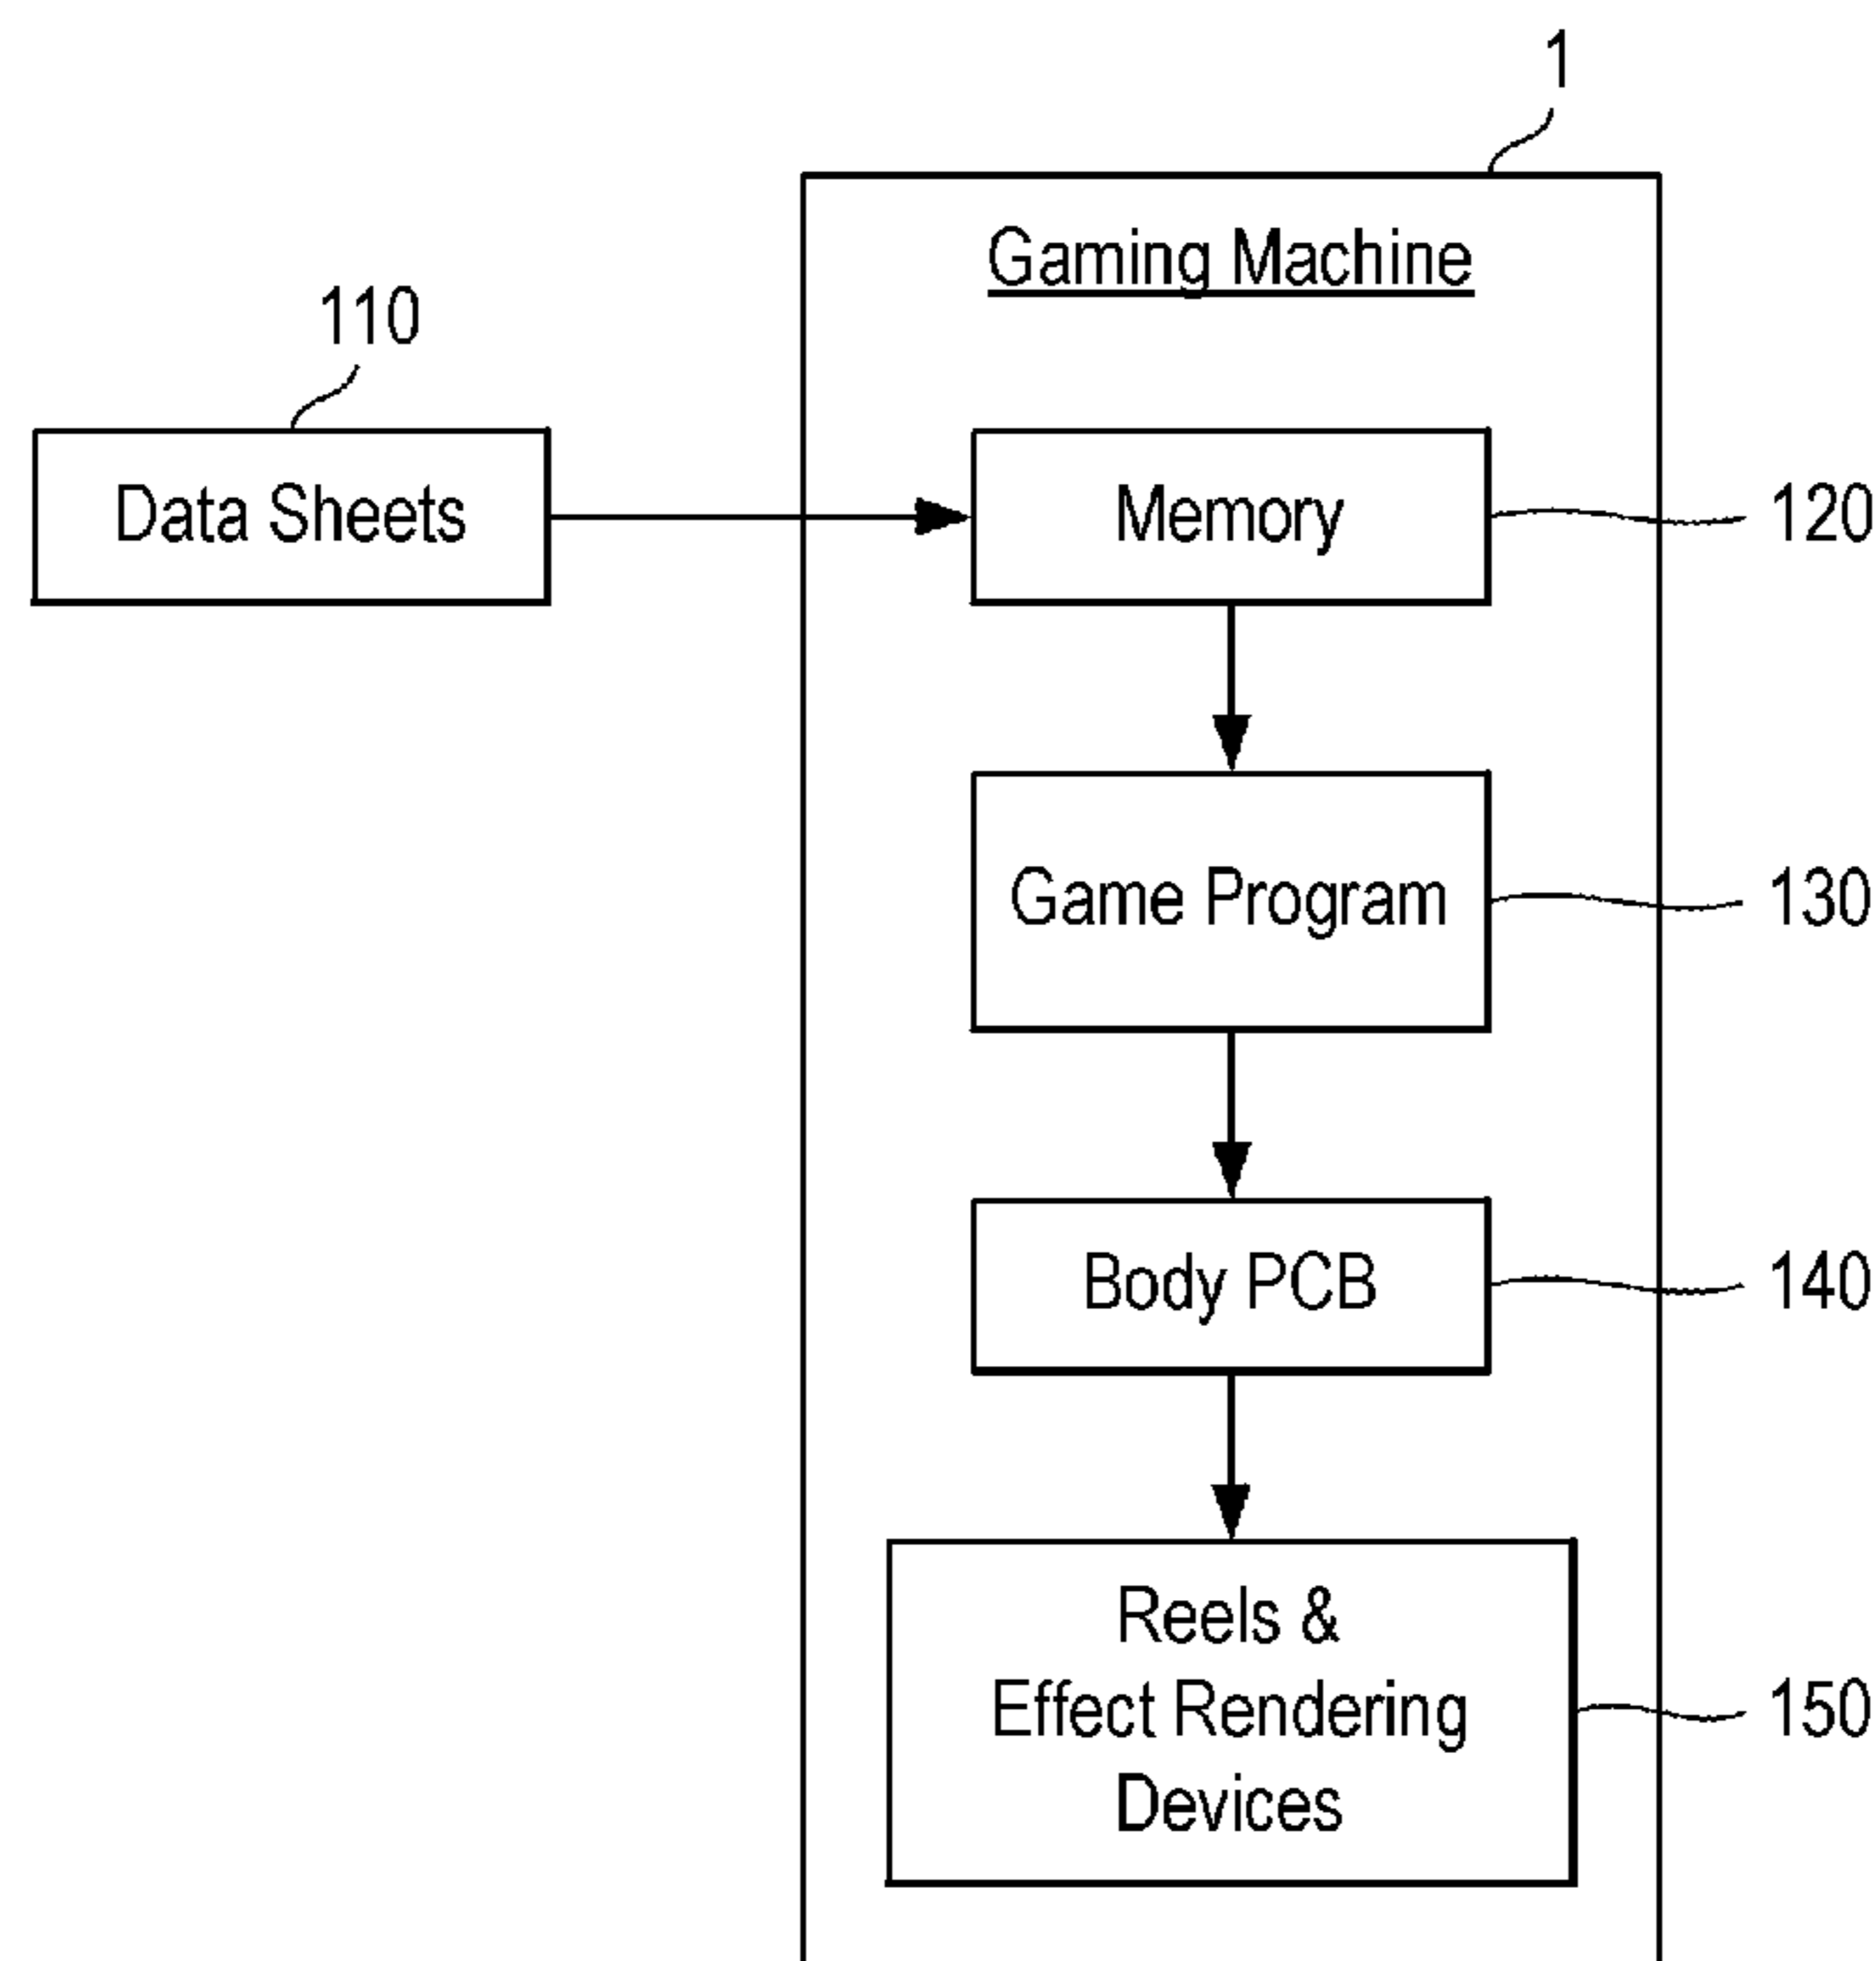 1
Gaming Machine
110
Data Sheets
Memory
120
Game Program
130
Body PCB
140
Reels &
Effect Rendering
Devices
150